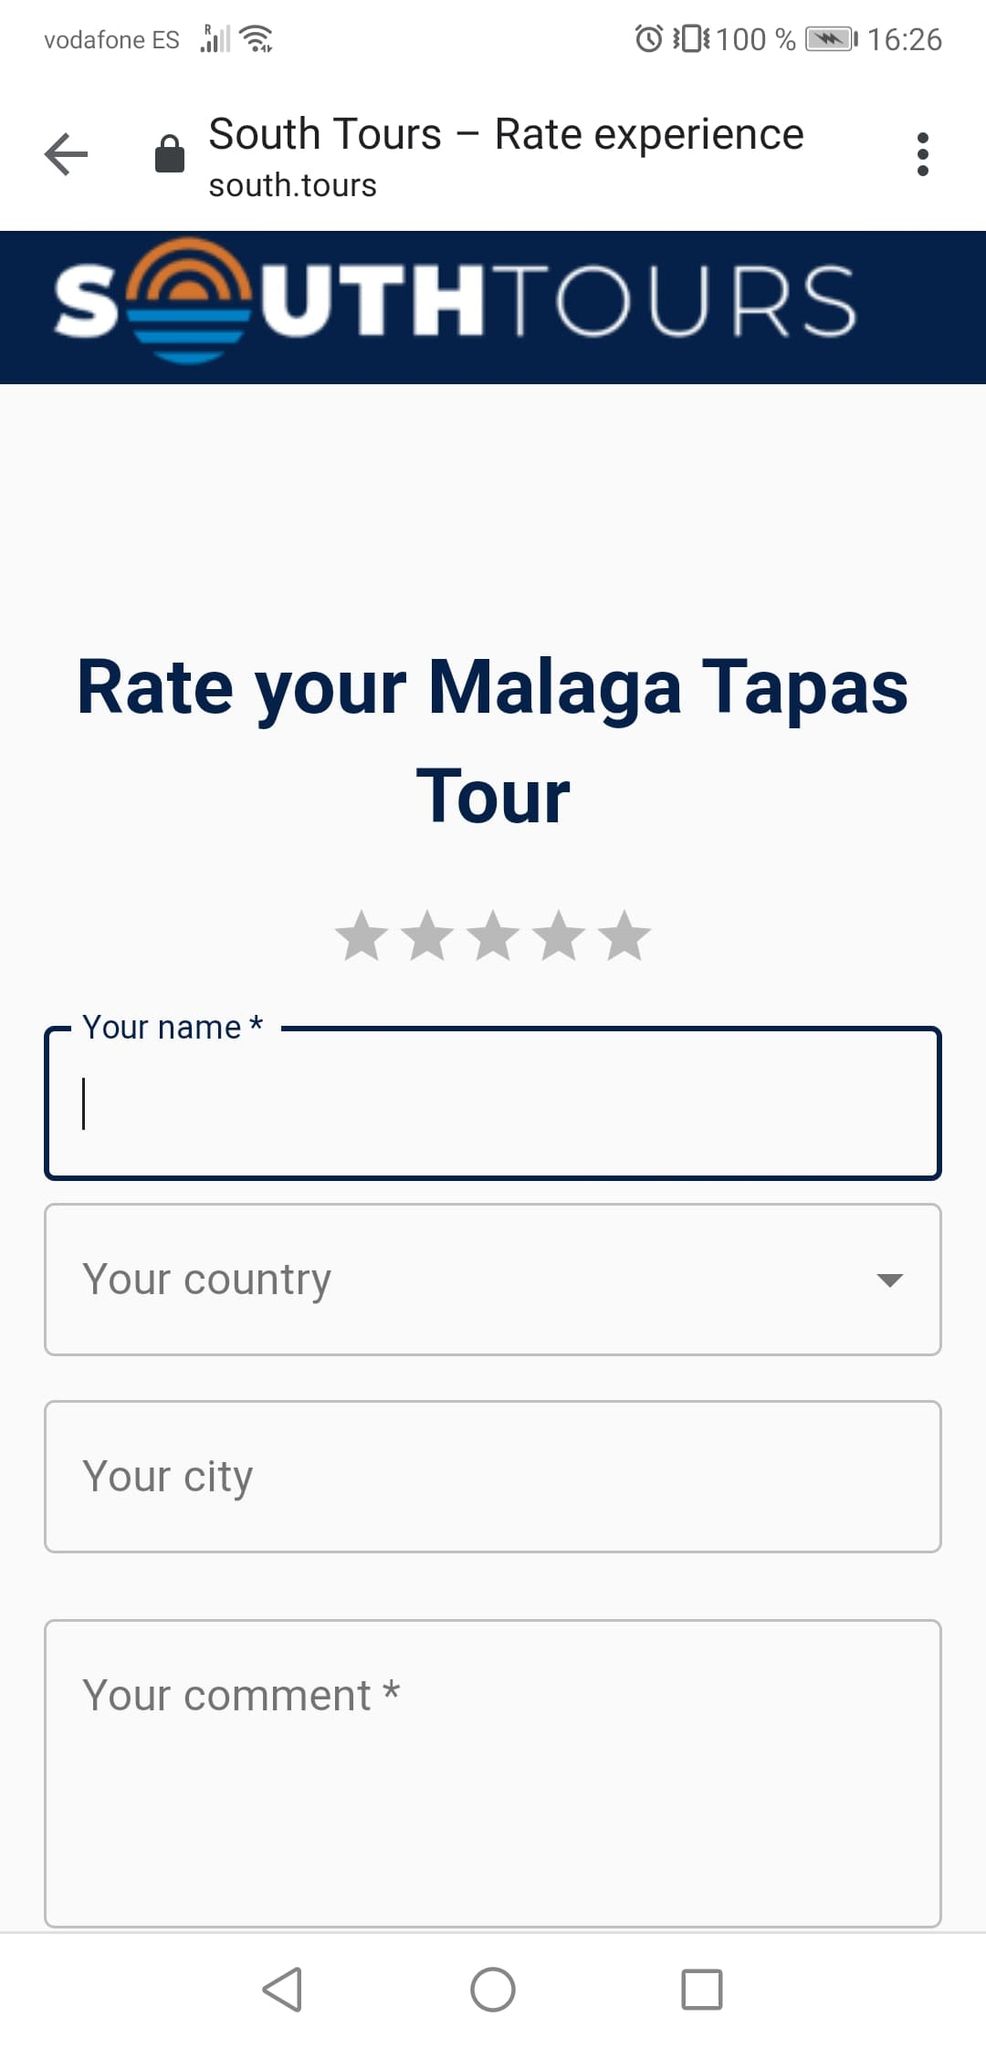 vodafone ES R 100 % 16:26
South Tours – Rate experience
south.tours
SOUTHTOURS
Rate your Malaga Tapas
Tour
Your name *
Your country
Your city
Your comment *